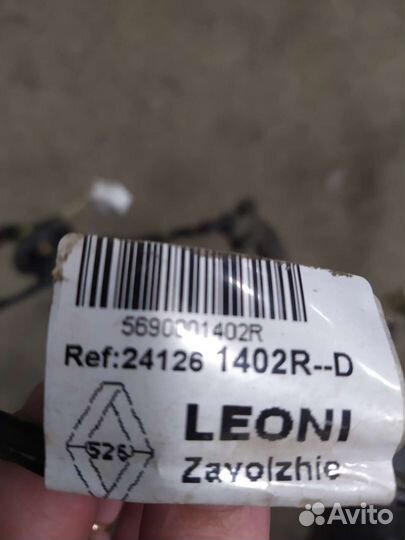 5690001402R
Ref:24126 1402R--D
LEONI
526
Zavolzhie
Avito